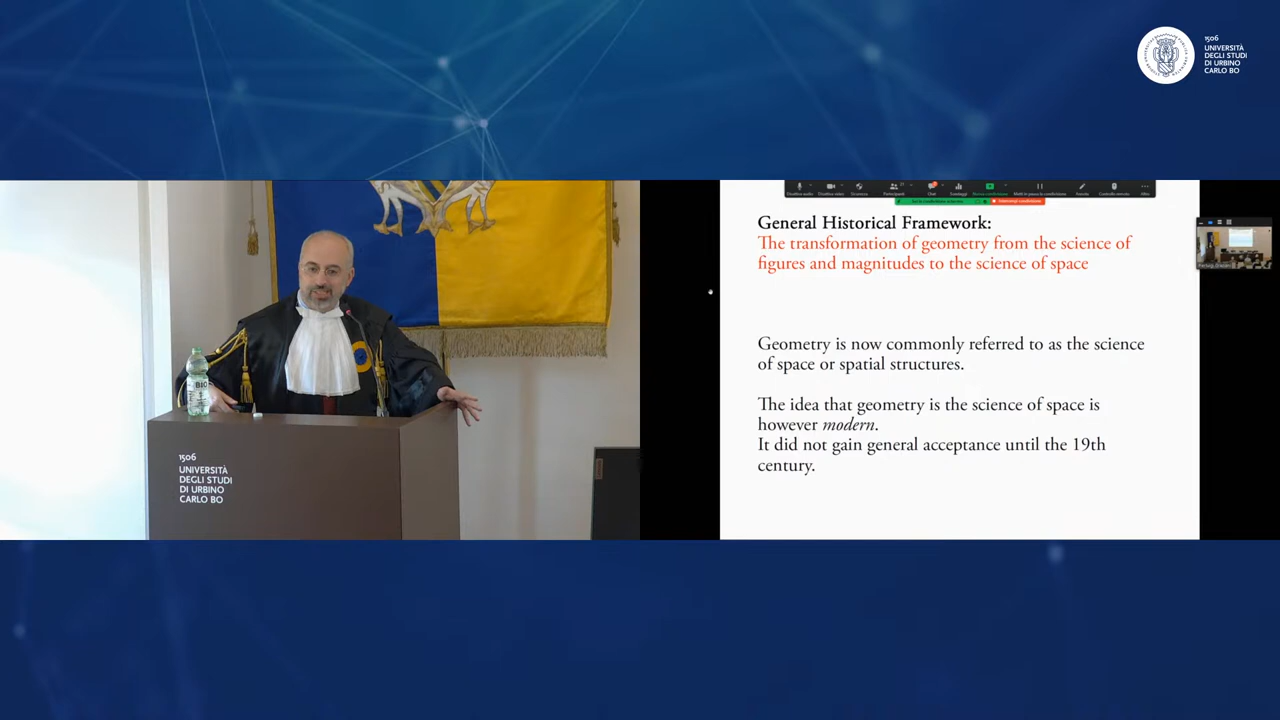 1506
UNIVERSITÀ
DEGLI STUDI
DI URBINO
CARLO BO
General Historical Framework:
The transformation of geometry from the science of
figures and magnitudes to the science of space
Geometry is now commonly referred to as the science
of space or spatial structures.
The idea that geometry is the science of space is
however modern.
It did not gain general acceptance until the 19th
century.
BIO
1506
UNIVERSITÀ
DEGLI STUDI
DI URBINO
CARLO BO